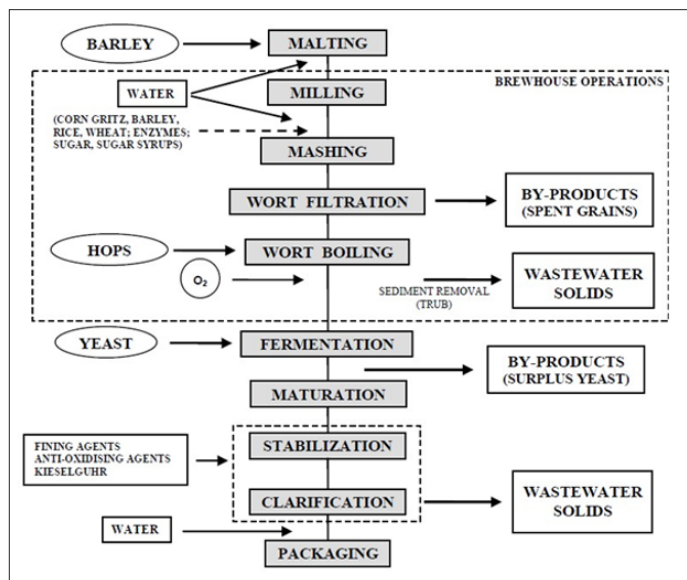 BARLEY
MALTING
BREWHOUSE OPERATIONS
WATER
MILLING
(CORN GRITZ, BARLEY,
RICE, WHEAT; ENZYMES;
SUGAR, SUGAR SYRUPS)
MASHING
WORT FILTRATION
BY-PRODUCTS
(SPENT GRAINS)
HOPS
WORT BOILING
O₂
SEDIMENT REMOVAL
(TRUB)
WASTEWATER
SOLIDS
YEAST
FERMENTATION
BY-PRODUCTS
(SURPLUS YEAST)
MATURATION
FINING AGENTS
ANTI-OXIDISING AGENTS
KIESELGUHR
STABILIZATION
CLARIFICATION
WASTEWATER
SOLIDS
WATER
PACKAGING